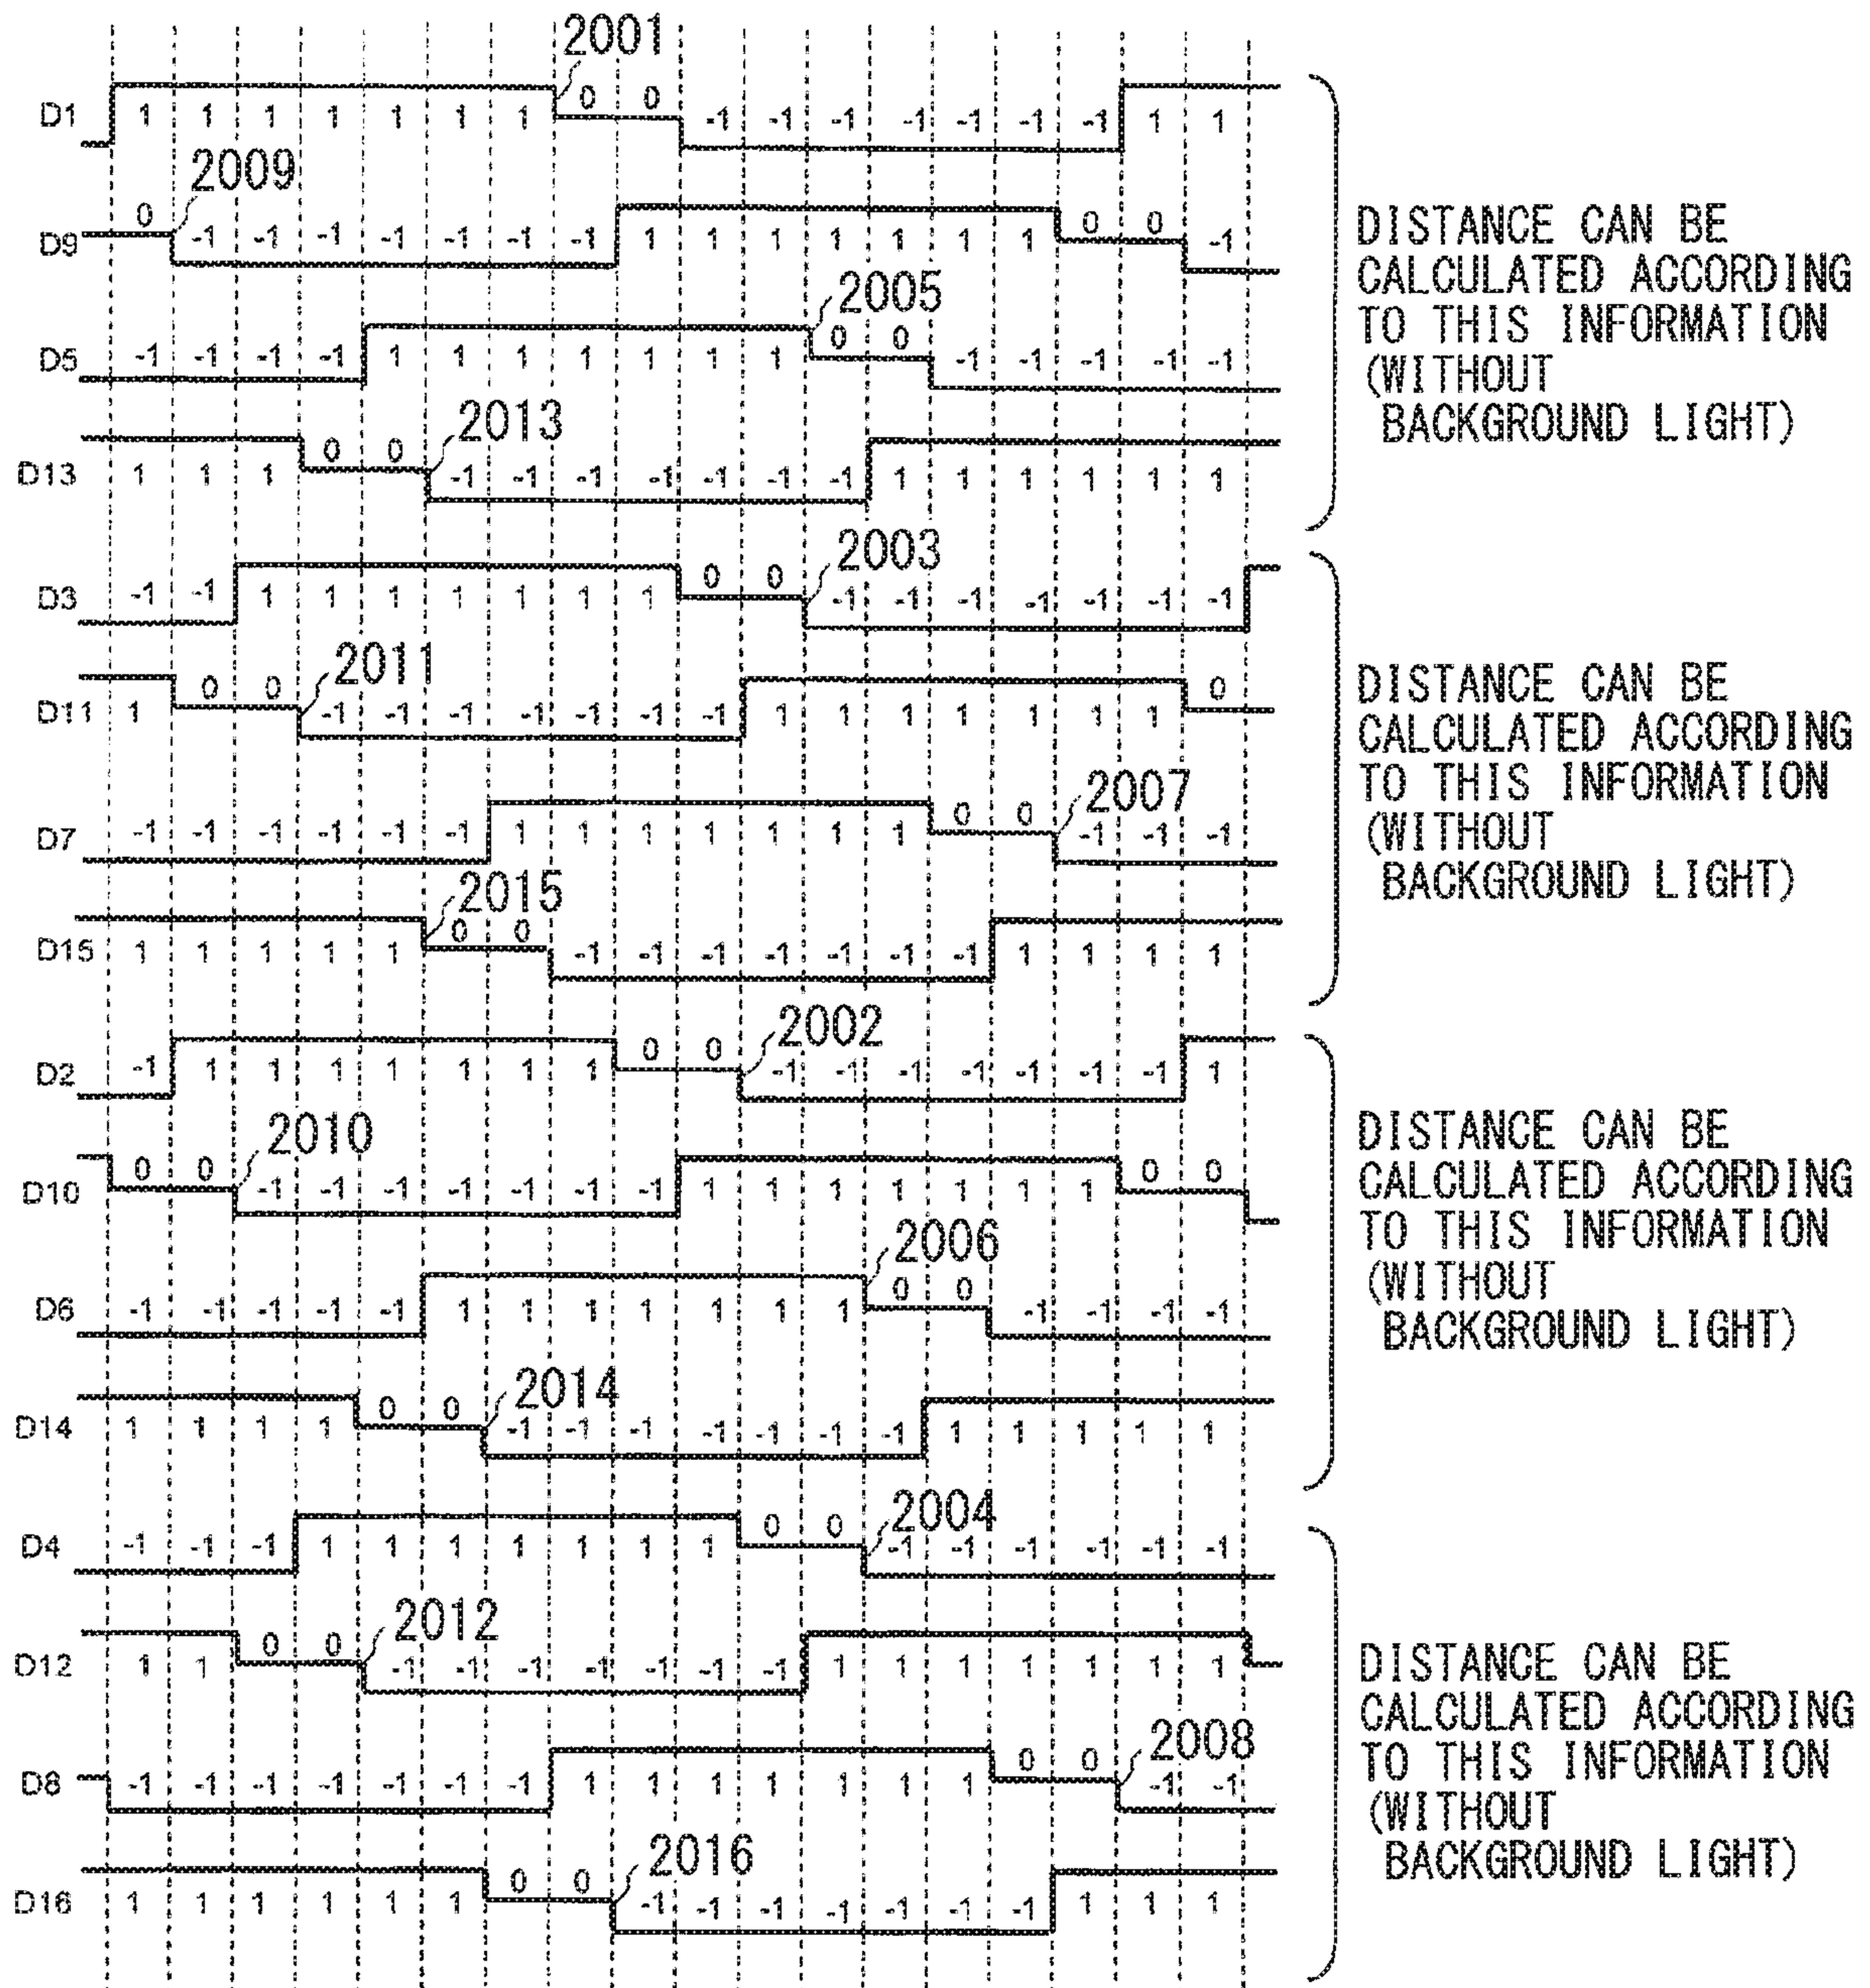 2001
D1 1 1 1 1 1 1 1 0 0 -1 -1 -1 -1 -1 -1 -1 1 1
2009
D9 0 -1 -1 -1 -1 -1 -1 -1 1 1 1 1 1 1 1 0 0 -1
2005
D5 -1 -1 -1 -1 1 1 1 1 1 1 1 0 0 -1 -1 -1 -1 -1
2013
D13 1 1 1 0 0 -1 -1 -1 -1 -1 -1 -1 1 1 1 1 1 1
DISTANCE CAN BE
CALCULATED ACCORDING
TO THIS INFORMATION
(WITHOUT
BACKGROUND LIGHT)
2003
D3 -1 -1 1 1 1 1 1 1 1 0 0 -1 -1 -1 -1 -1 -1 -1
2011
D11 1 0 0 -1 -1 -1 -1 -1 -1 -1 1 1 1 1 1 1 1 0
2007
D7 -1 -1 -1 -1 -1 -1 1 1 1 1 1 1 1 0 0 -1 -1 -1
2015
D15 1 1 1 1 1 0 0 -1 -1 -1 -1 -1 -1 -1 1 1 1 1
DISTANCE CAN BE
CALCULATED ACCORDING
TO THIS INFORMATION
(WITHOUT
BACKGROUND LIGHT)
2002
D2 -1 1 1 1 1 1 1 1 0 0 -1 -1 -1 -1 -1 -1 -1 1
2010
D10 0 0 -1 -1 -1 -1 -1 -1 -1 1 1 1 1 1 1 1 0 0
2006
D6 -1 -1 -1 -1 -1 1 1 1 1 1 1 1 0 0 -1 -1 -1 -1
2014
D14 1 1 1 1 0 0 -1 -1 -1 -1 -1 -1 -1 1 1 1 1 1
DISTANCE CAN BE
CALCULATED ACCORDING
TO THIS INFORMATION
(WITHOUT
BACKGROUND LIGHT)
2004
D4 -1 -1 -1 1 1 1 1 1 1 1 0 0 -1 -1 -1 -1 -1 -1
2012
D12 1 1 0 0 -1 -1 -1 -1 -1 -1 -1 1 1 1 1 1 1 1
2008
D8 -1 -1 -1 -1 -1 -1 -1 1 1 1 1 1 1 1 0 0 -1 -1
2016
D16 1 1 1 1 1 1 0 0 -1 -1 -1 -1 -1 -1 -1 1 1 1
DISTANCE CAN BE
CALCULATED ACCORDING
TO THIS INFORMATION
(WITHOUT
BACKGROUND LIGHT)